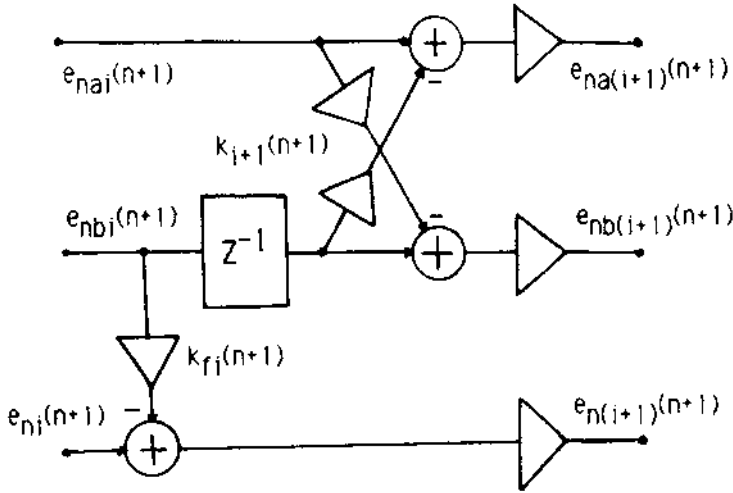 +
e_nai(n+1)
−
e_na(i+1)(n+1)
k_i+1(n+1)
e_nbi(n+1)
z⁻¹
−
+
e_nb(i+1)(n+1)
k_fi(n+1)
e_ni(n+1)
−
+
e_n(i+1)(n+1)